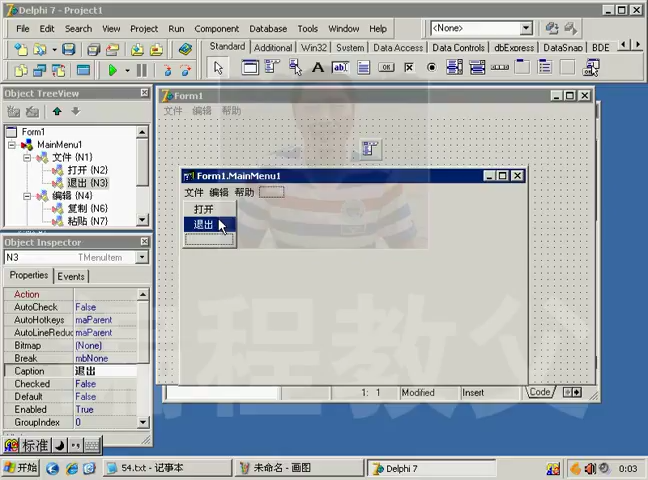 Delphi 7 - Project1
File Edit Search View Project Run Component Database Tools Window Help
<None>
Standard Additional Win32 System Data Access Data Controls dbExpress DataSnap BDE
Object TreeView
Form1
MainMenu1
文件 {N1}
打开 {N2}
退出 {N3}
编辑 {N4}
复制 {N6}
粘贴 {N7}
Object Inspector
N3 TMenuItem
Properties Events
Action
AutoCheck False
AutoHotkeys maParent
AutoLineReduc maParent
Bitmap (None)
Break mbNone
Caption 退出
Checked False
Default False
Enabled True
GroupIndex 0
Form1
文件 编辑 帮助
Form1.MainMenu1
文件 编辑 帮助
打开
退出
编程教父
1: 1 Modified Insert Code
标准
开始 54.txt - 记事本 未命名 - 画图 Delphi 7 0:03